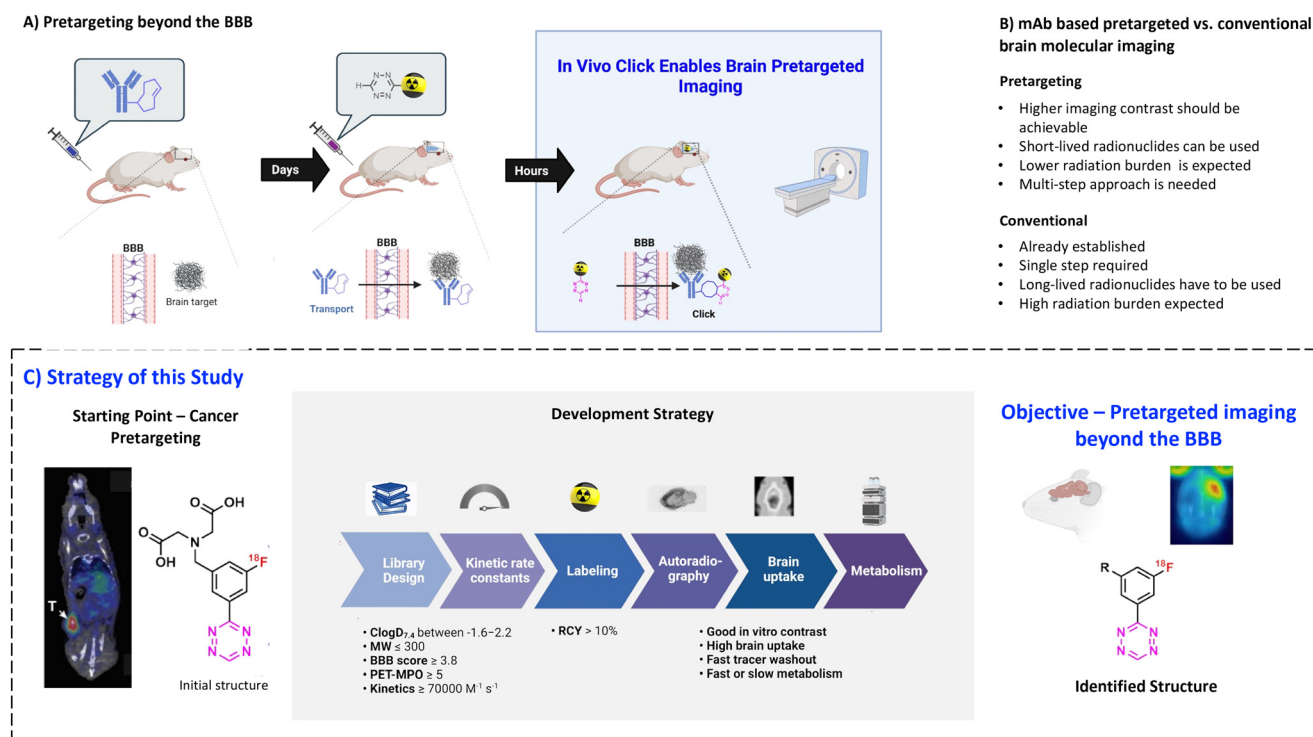 A) Pretargeting beyond the BBB
H
N=N
N=N
Days
Hours
In Vivo Click Enables Brain Pretargeted
Imaging
BBB
Brain target
BBB
Transport
BBB
Click
B) mAb based pretargeted vs. conventional
brain molecular imaging
Pretargeting
• Higher imaging contrast should be
achievable
• Short-lived radionuclides can be used
• Lower radiation burden is expected
• Multi-step approach is needed
Conventional
• Already established
• Single step required
• Long-lived radionuclides have to be used
• High radiation burden expected
C) Strategy of this Study
Starting Point – Cancer
Pretargeting
T
O
OH
O
OH
N
18F
N N
N N
Initial structure
Development Strategy
Library
Design
Kinetic rate
constants
Labeling
Autoradio-
graphy
Brain
uptake
Metabolism
• ClogD7.4 between -1.6–2.2
• MW ≤ 300
• BBB score ≥ 3.8
• PET-MPO ≥ 5
• Kinetics ≥ 70000 M-1 s-1
• RCY > 10%
• Good in vitro contrast
• High brain uptake
• Fast tracer washout
• Fast or slow metabolism
Objective – Pretargeted imaging
beyond the BBB
R
18F
N N
N N
Identified Structure